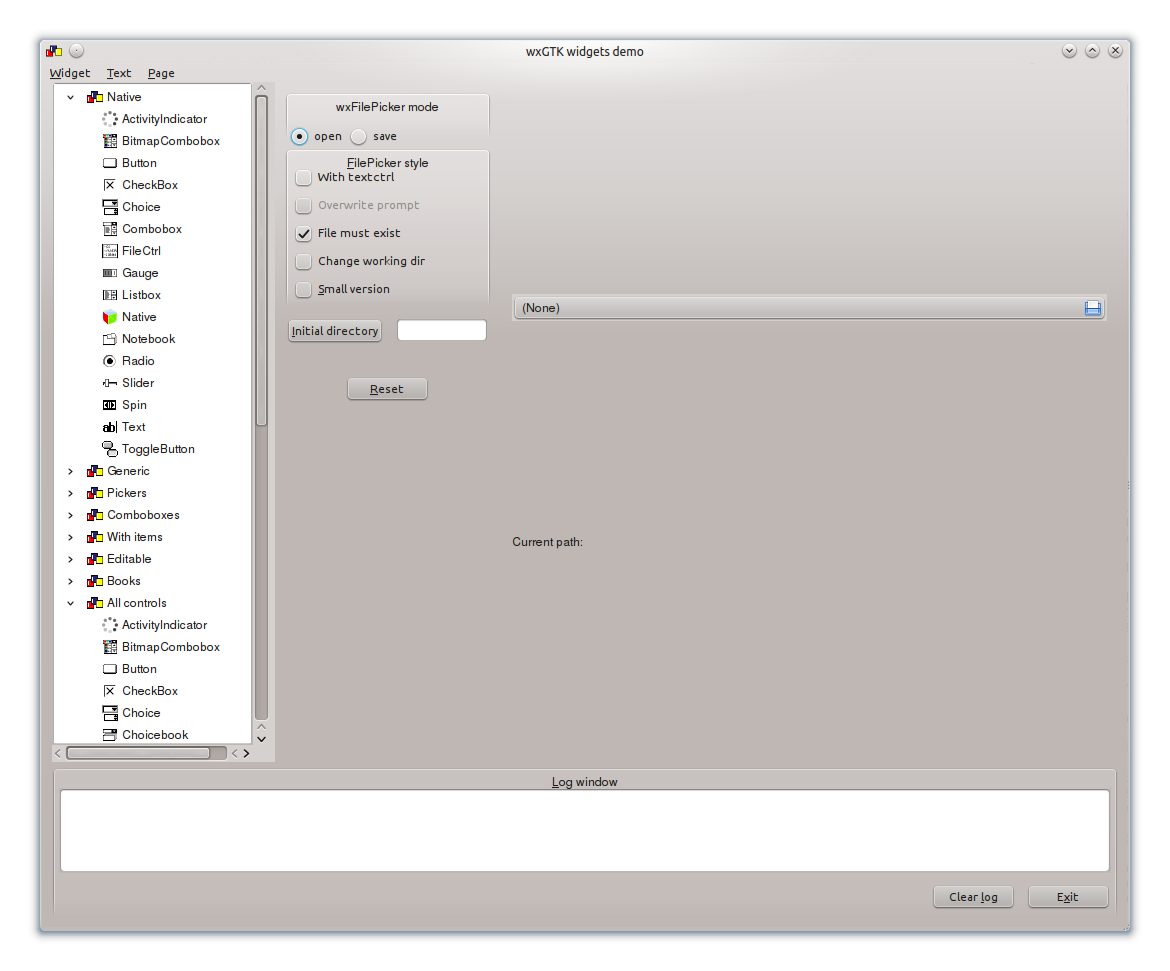 wxGTK widgets demo
Widget Text Page
Native
ActivityIndicator
BitmapCombobox
Button
CheckBox
Choice
Combobox
FileCtrl
Gauge
Listbox
Native
Notebook
Radio
Slider
Spin
Text
ToggleButton
Generic
Pickers
Comboboxes
With items
Editable
Books
All controls
ActivityIndicator
BitmapCombobox
Button
CheckBox
Choice
Choicebook
wxFilePicker mode
open save
FilePicker style
With textctrl
Overwrite prompt
File must exist
Change working dir
Small version
Initial directory
Reset
(None)
Current path:
Log window
Clear log Exit